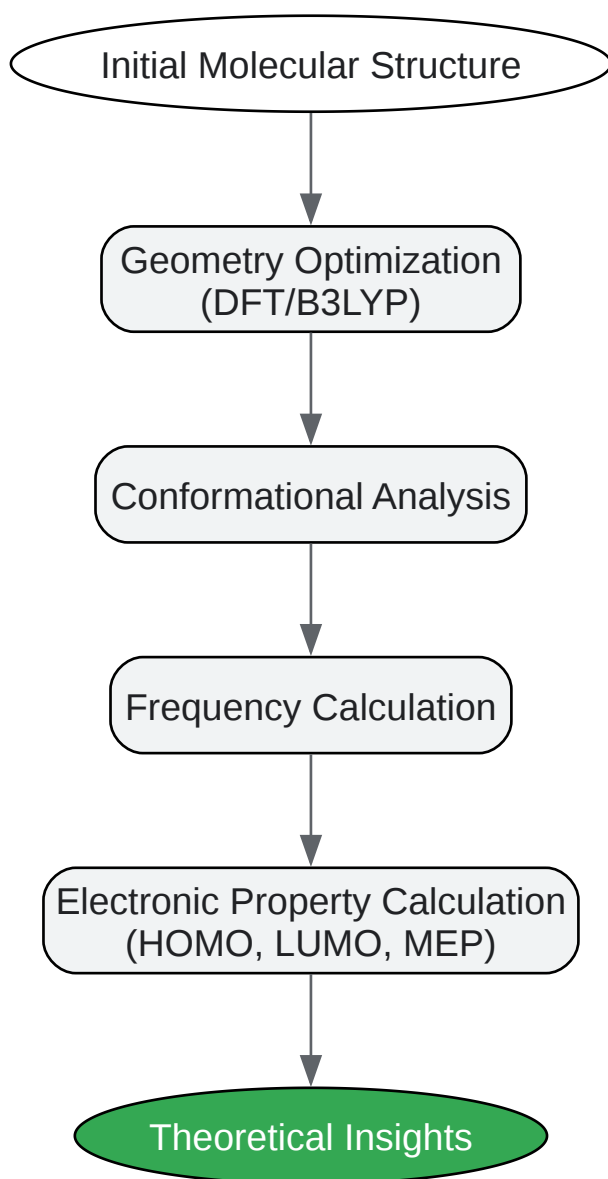 Initial Molecular Structure
Geometry Optimization
(DFT/B3LYP)
Conformational Analysis
Frequency Calculation
Electronic Property Calculation
(HOMO, LUMO, MEP)
Theoretical Insights